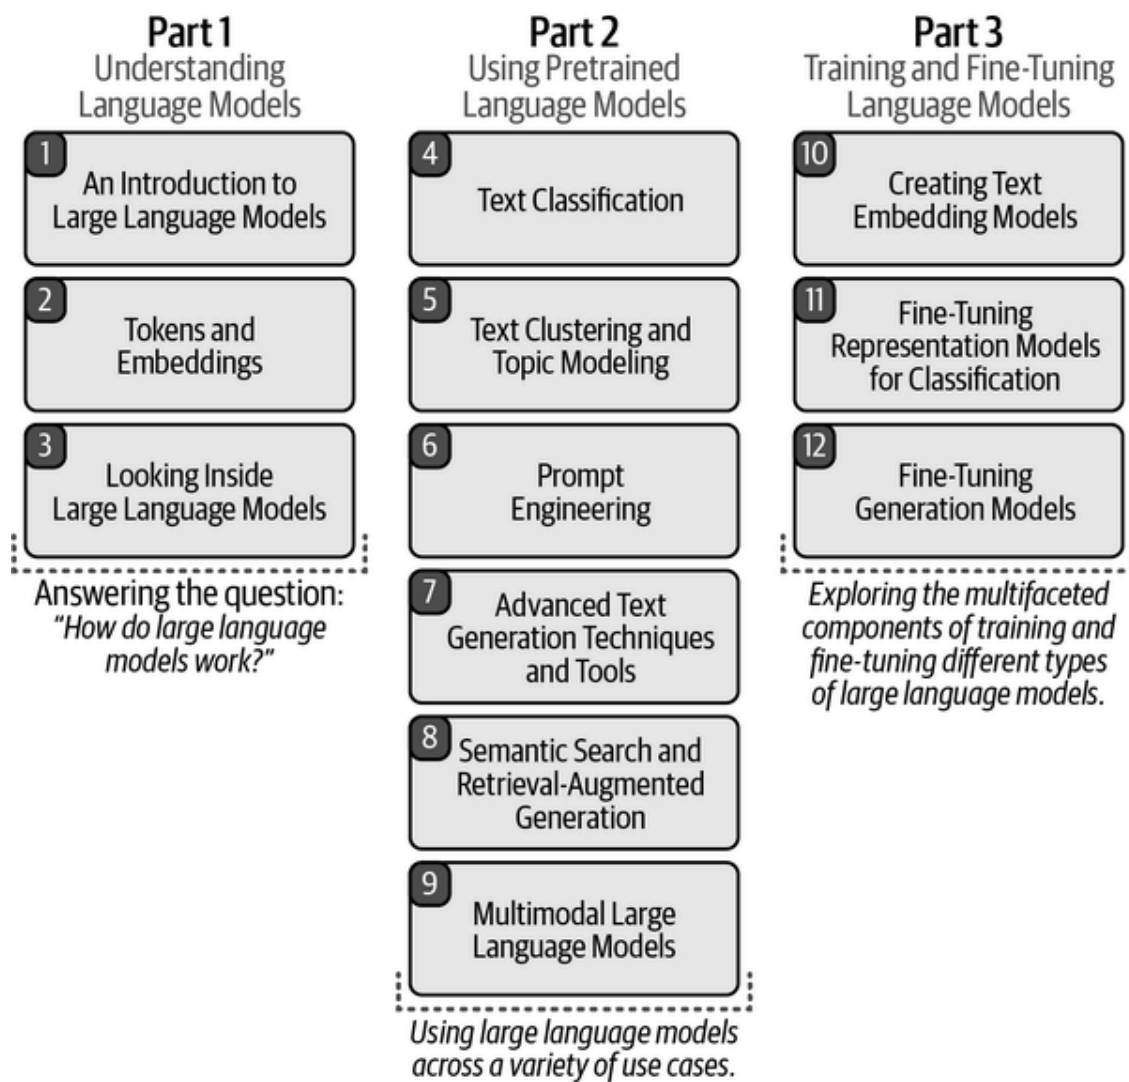 Part 1
Understanding
Language Models
1
An Introduction to
Large Language Models
2
Tokens and
Embeddings
3
Looking Inside
Large Language Models
Answering the question:
“How do large language
models work?”
Part 2
Using Pretrained
Language Models
4
Text Classification
5
Text Clustering and
Topic Modeling
6
Prompt
Engineering
7
Advanced Text
Generation Techniques
and Tools
8
Semantic Search and
Retrieval-Augmented
Generation
9
Multimodal Large
Language Models
Using large language models
across a variety of use cases.
Part 3
Training and Fine-Tuning
Language Models
10
Creating Text
Embedding Models
11
Fine-Tuning
Representation Models
for Classification
12
Fine-Tuning
Generation Models
Exploring the multifaceted
components of training and
fine-tuning different types
of large language models.